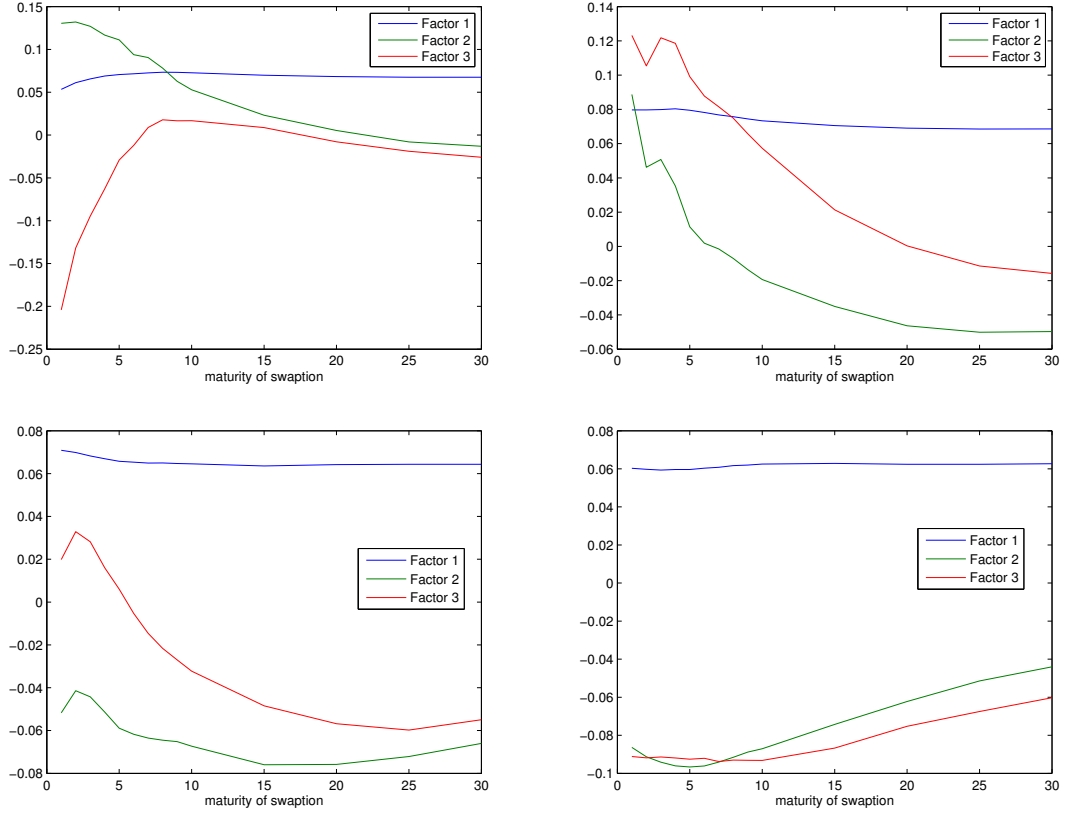 0.15
0.1
0.05
0
−0.05
−0.1
−0.15
−0.2
−0.25
0 5 10 15 20 25 30
maturity of swaption
Factor 1
Factor 2
Factor 3
0.14
0.12
0.1
0.08
0.06
0.04
0.02
0
−0.02
−0.04
−0.06
0 5 10 15 20 25 30
maturity of swaption
Factor 1
Factor 2
Factor 3
0.08
0.06
0.04
0.02
0
−0.02
−0.04
−0.06
−0.08
0 5 10 15 20 25 30
maturity of swaption
Factor 1
Factor 2
Factor 3
0.08
0.06
0.04
0.02
0
−0.02
−0.04
−0.06
−0.08
−0.1
0 5 10 15 20 25 30
maturity of swaption
Factor 1
Factor 2
Factor 3